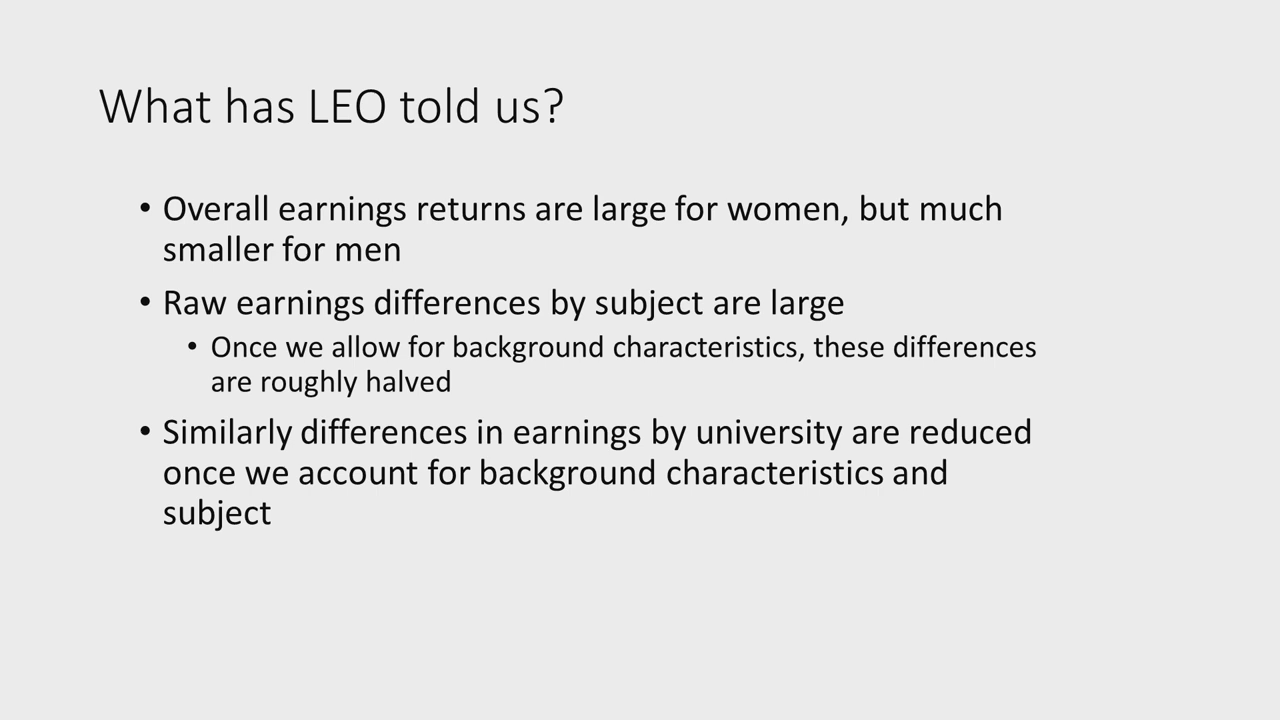 What has LEO told us?
• Overall earnings returns are large for women, but much
smaller for men
• Raw earnings differences by subject are large
• Once we allow for background characteristics, these differences
are roughly halved
• Similarly differences in earnings by university are reduced
once we account for background characteristics and
subject